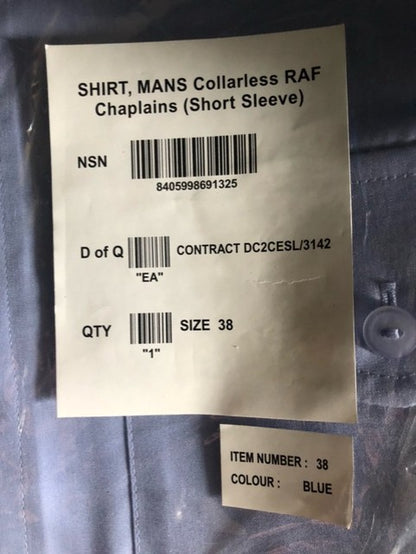 SHIRT, MANS Collarless RAF
Chaplains (Short Sleeve)
NSN
8405998691325
D of Q CONTRACT DC2CESL/3142
"EA"
QTY SIZE 38
"1"
ITEM NUMBER : 38
COLOUR : BLUE